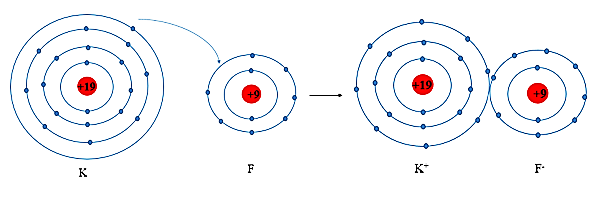 +19 +9 +19 +9
K F K⁺ F⁻